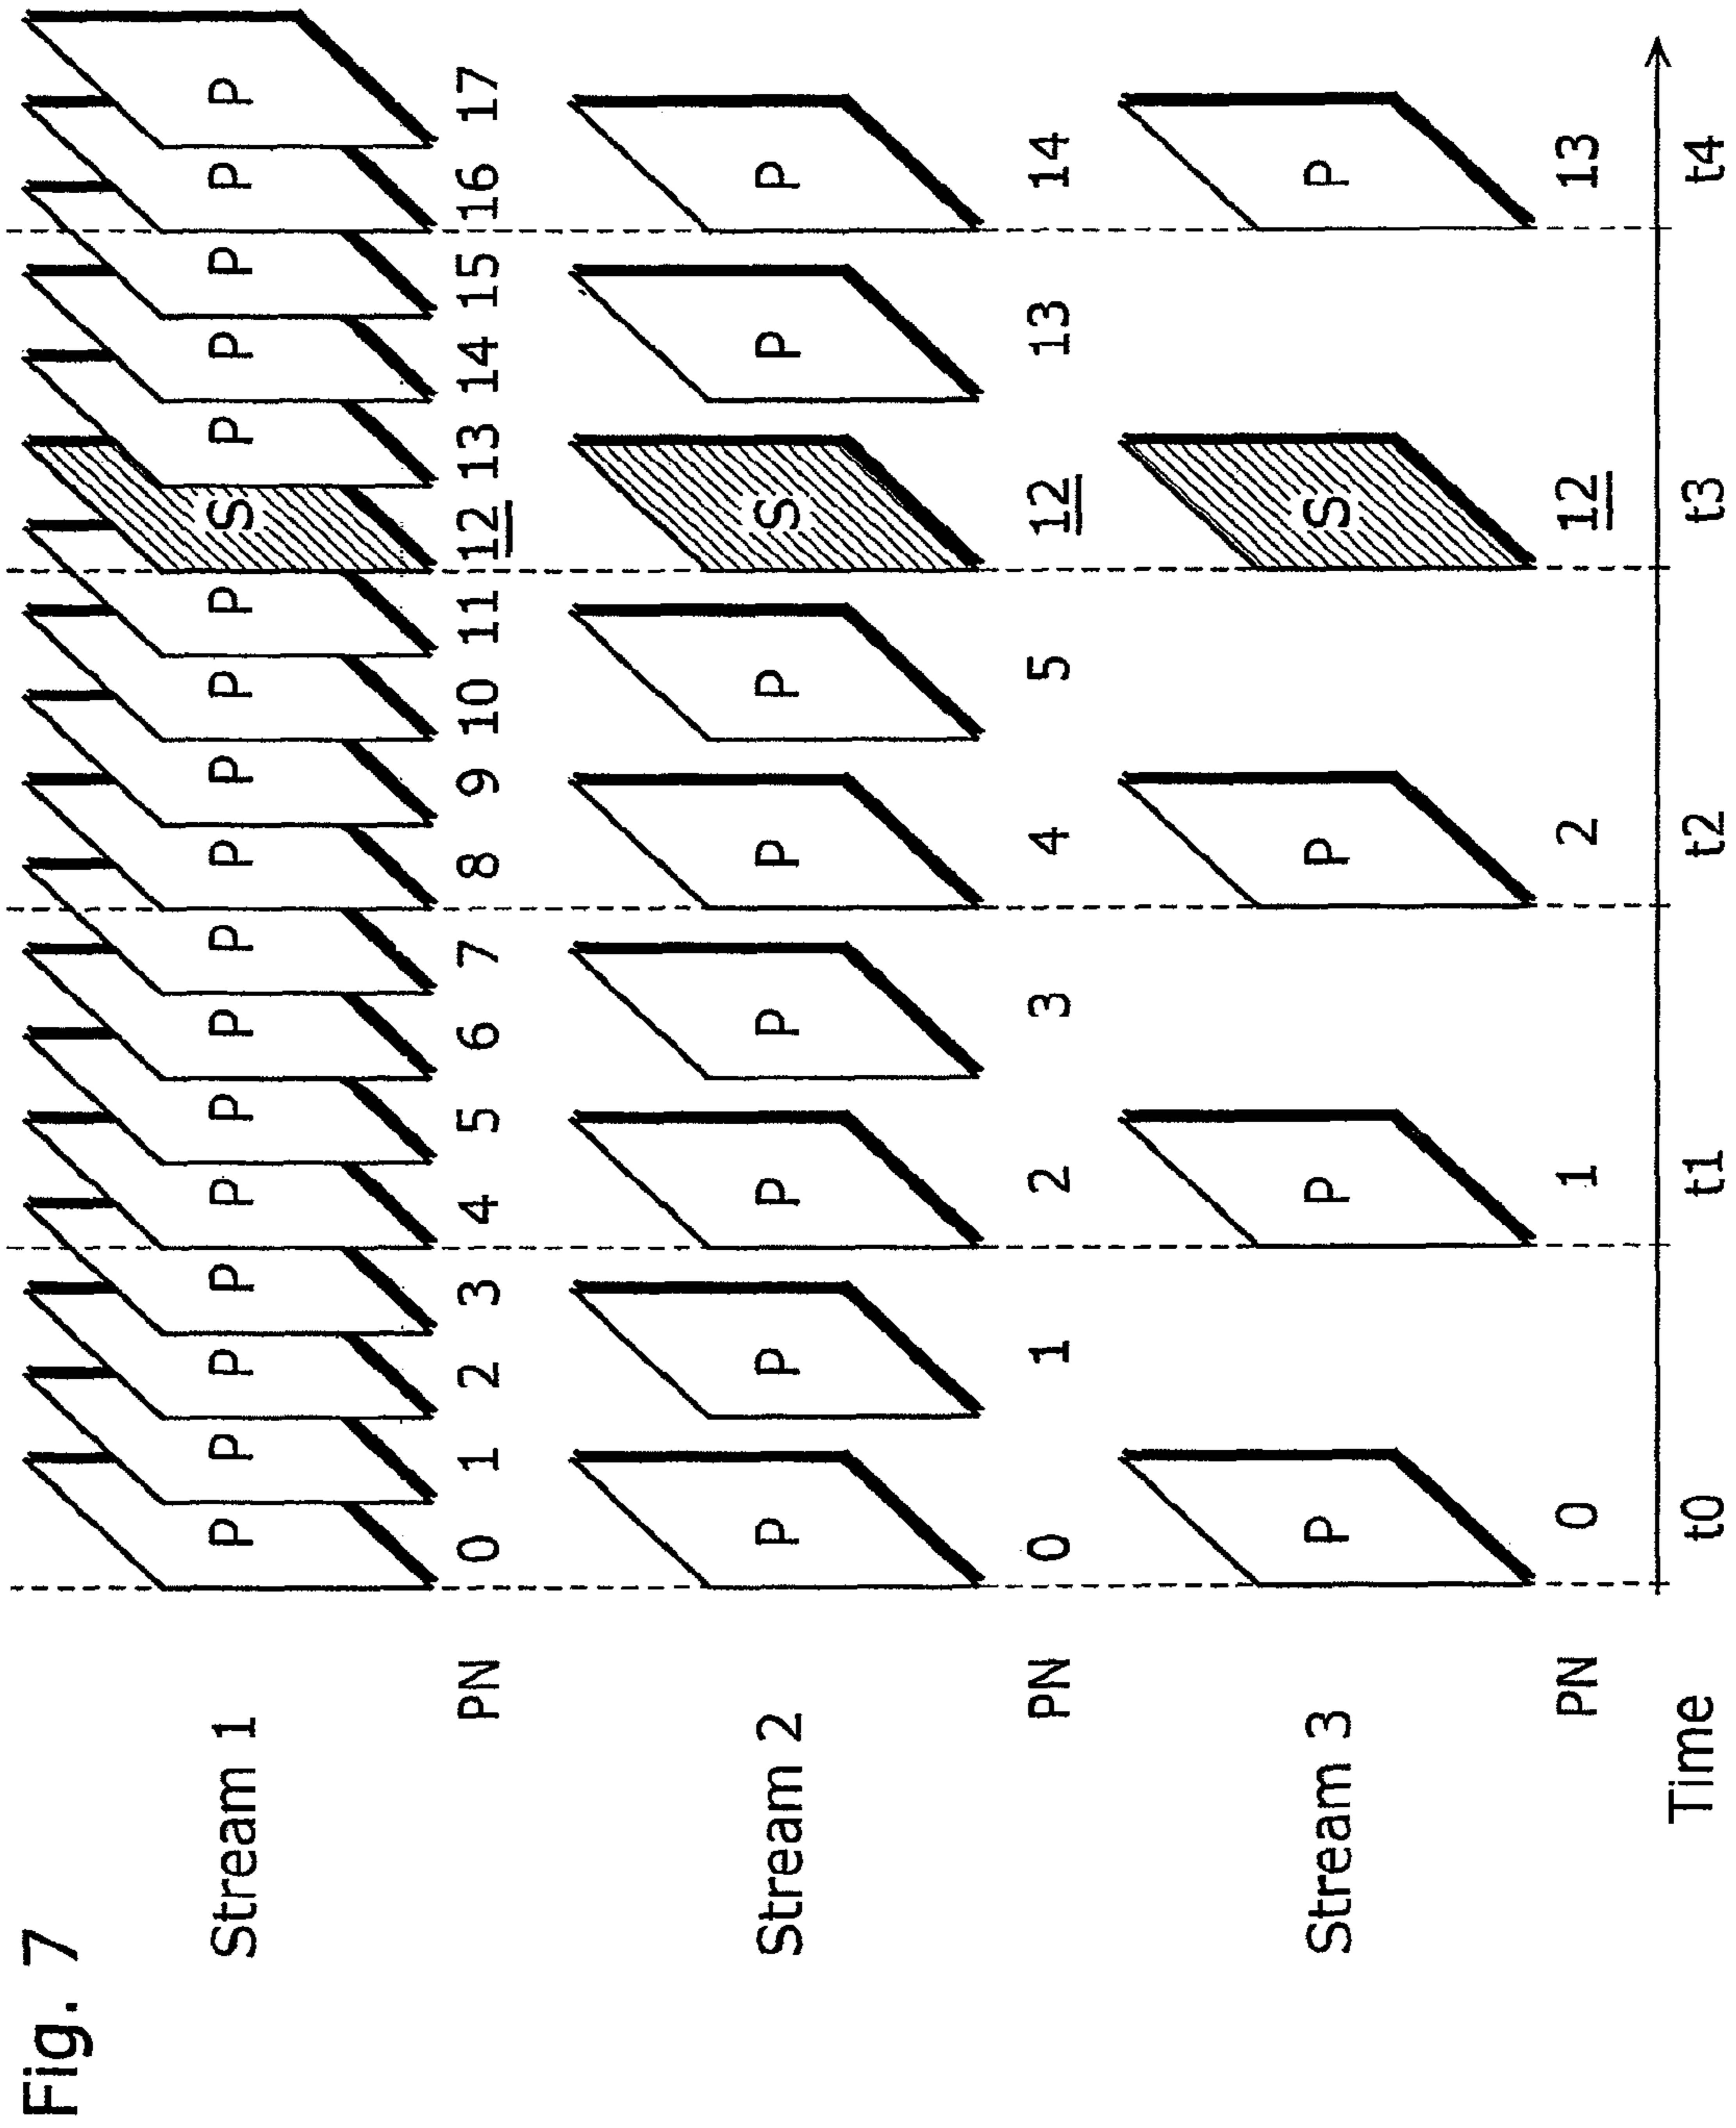 Fig. 7
Stream 1
P P P P P P P P P P P P S P P P P P
PN 0 1 2 3 4 5 6 7 8 9 10 11 12 13 14 15 16 17
Stream 2
P P P P P P S P P
PN 0 1 2 3 4 5 12 13 14
Stream 3
P P P S P
PN 0 1 2 12 13
Time t0 t1 t2 t3 t4